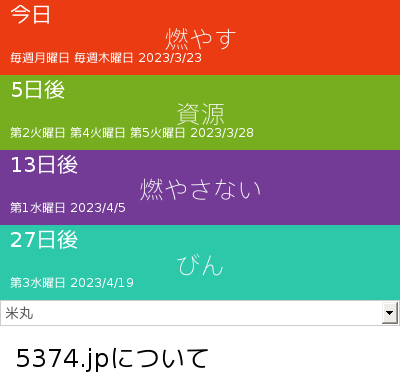 今日
燃やす
毎週月曜日 毎週木曜日 2023/3/23
5日後
資源
第2火曜日 第4火曜日 第5火曜日 2023/3/28
13日後
燃やさない
第1水曜日 2023/4/5
27日後
びん
第3水曜日 2023/4/19
米丸
5374.jpについて